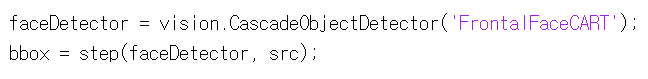 faceDetector = vision.CascadeObjectDetector('FrontalFaceCART');
bbox = step(faceDetector, src);